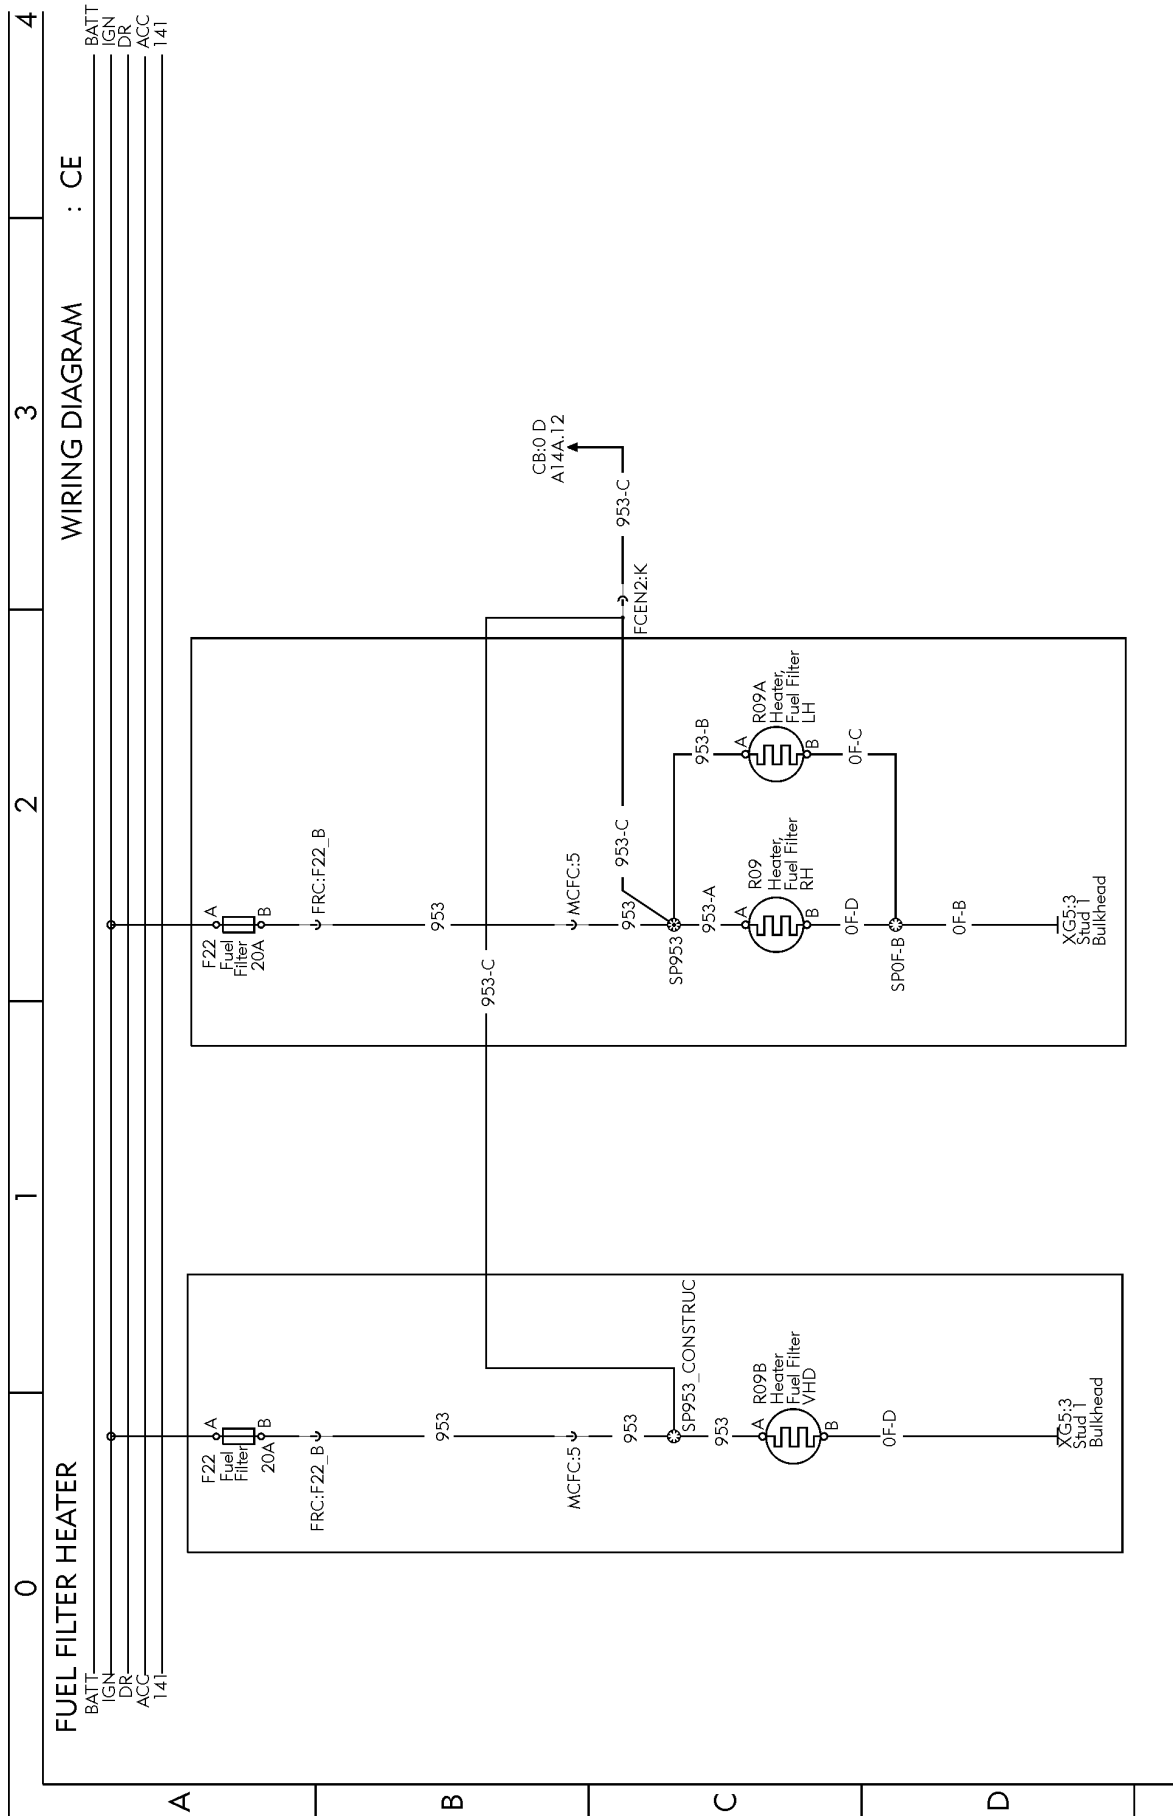 0
1
2
3
4
A
B
C
D
FUEL FILTER HEATER
WIRING DIAGRAM
: CE
BATT
IGN
DR
ACC
141
BATT
IGN
DR
ACC
141
F22
Fuel
Filter
20A
A
B
FRC:F22_B
953
MCFC:5
953
SP953_CONSTRUC
953
A
R09B
Heater
Fuel Filter
VHD
B
0F-D
XG5:3
Stud 1
Bulkhead
F22
Fuel
Filter
20A
A
B
FRC:F22_B
953
953-C
MCFC:5
953
953-C
SP953
953-A
953-B
A
R09
Heater,
Fuel Filter
RH
B
A
R09A
Heater,
Fuel Filter
LH
B
0F-D
0F-C
SP0F-B
0F-B
XG5:3
Stud 1
Bulkhead
FCEN2:K
953-C
CB:0 D
A14A.12